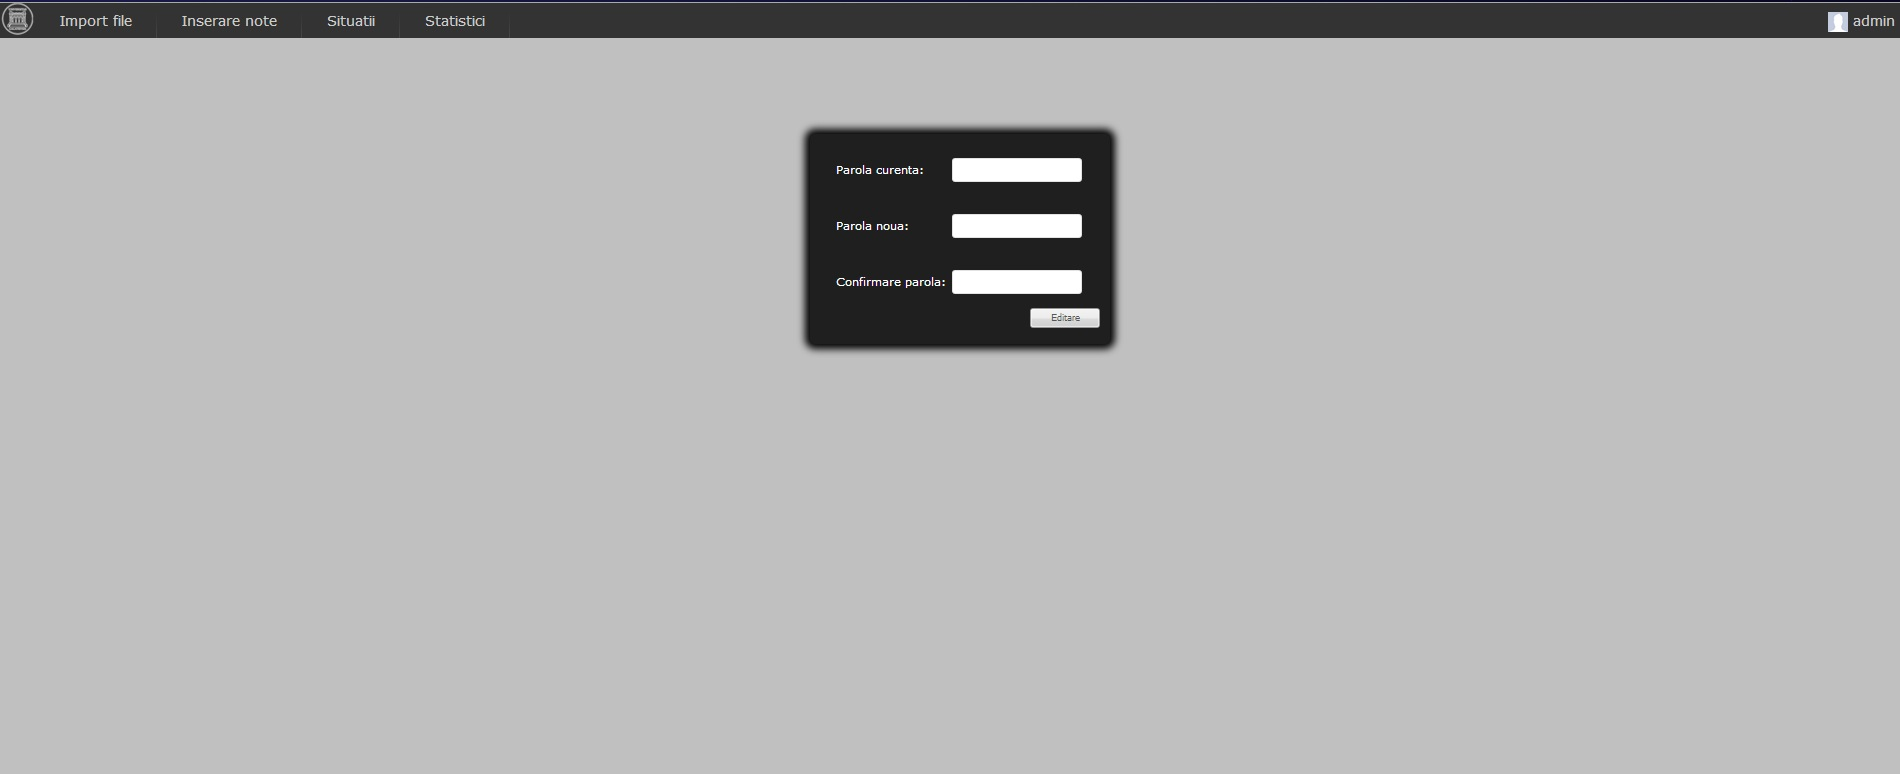 Import file Inserare note Situatii Statistici admin
Parola curenta:
Parola noua:
Confirmare parola:
Editare